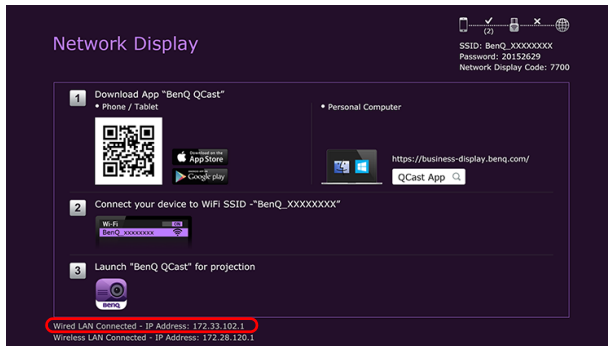 Network Display
(2)
SSID: BenQ_XXXXXXXX
Password: 20152629
Network Display Code: 7700
1
Download App “BenQ QCast”
• Phone / Tablet
• Personal Computer
Download on the
App Store
Google play
https://business-display.benq.com/
QCast App
2
Connect your device to WiFi SSID -“BenQ_XXXXXXXX”
Wi-Fi
ON
BenQ_xxxxxxxx
3
Launch "BenQ QCast" for projection
BenQ
Wired LAN Connected - IP Address: 172.33.102.1
Wireless LAN Connected - IP Address: 172.28.120.1